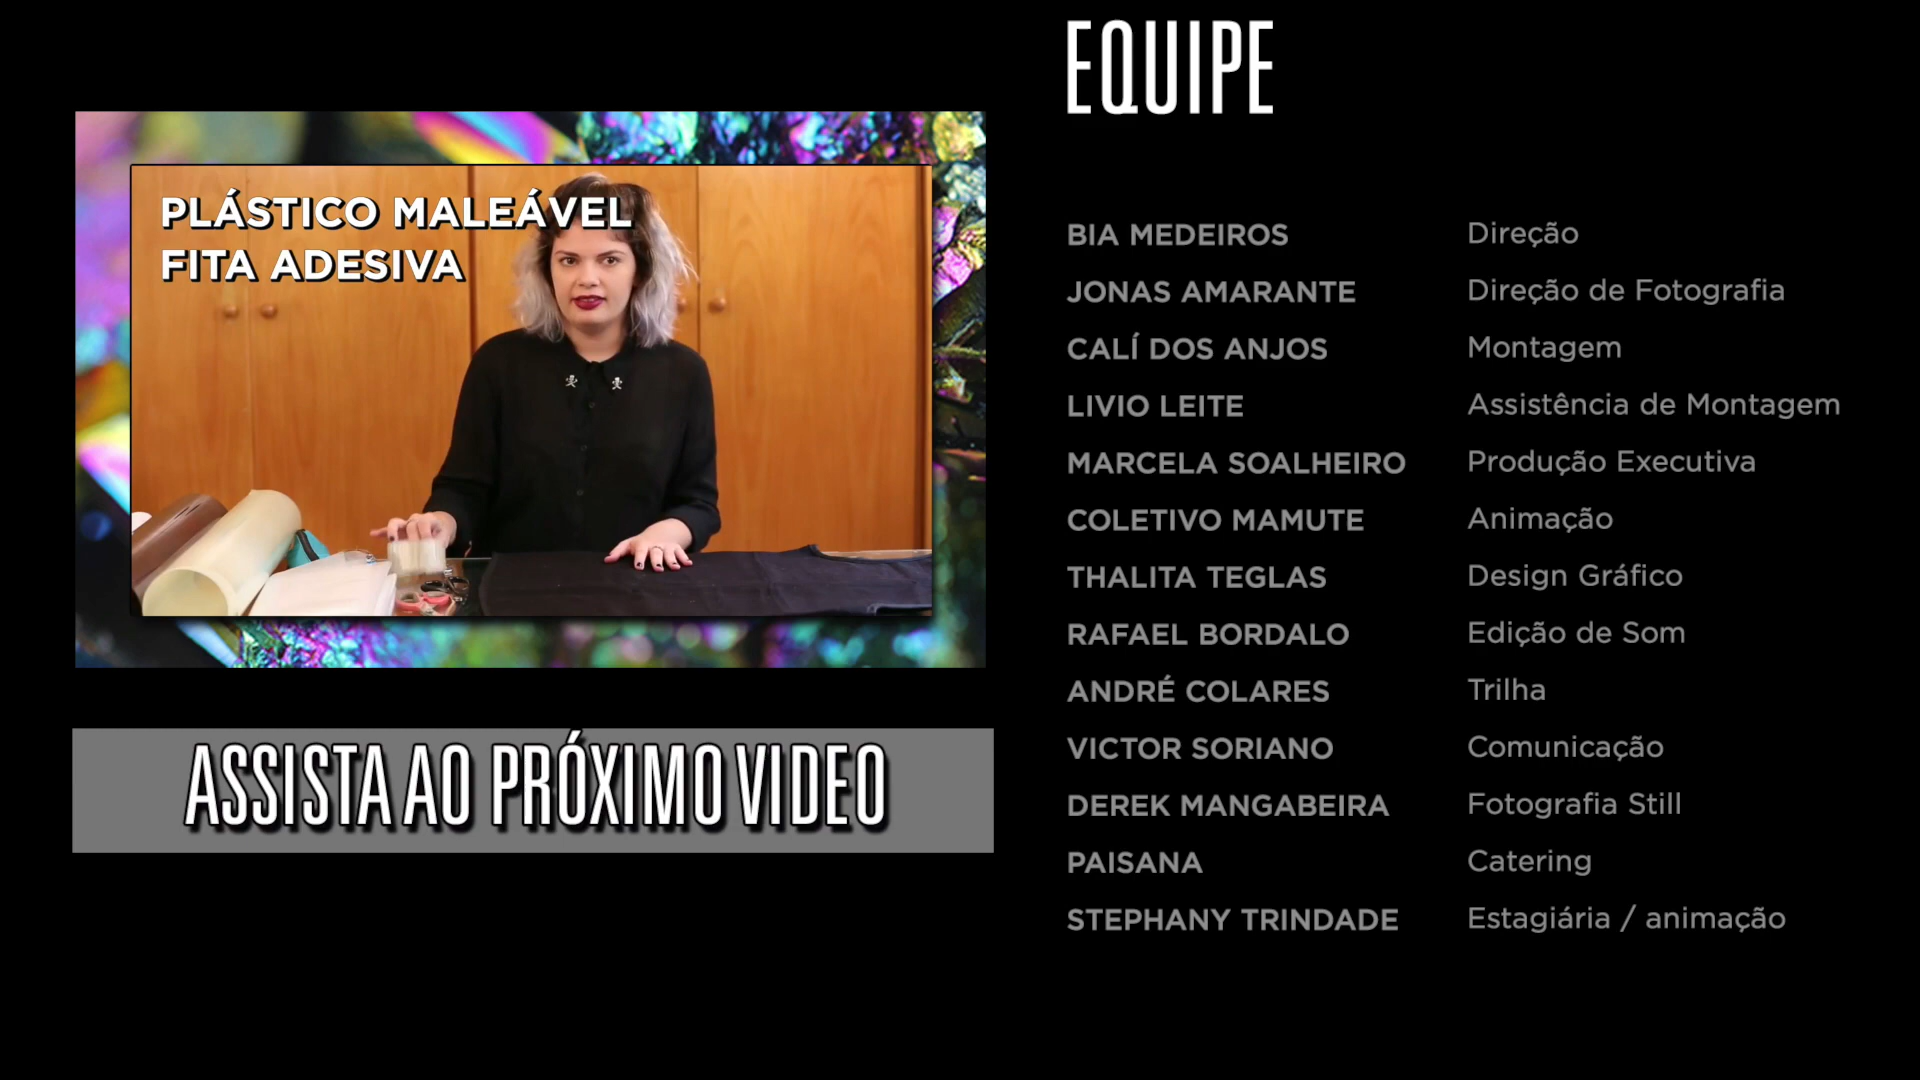 PLÁSTICO MALEÁVEL
FITA ADESIVA
ASSISTA AO PRÓXIMO VIDEO
EQUIPE
BIA MEDEIROS Direção
JONAS AMARANTE Direção de Fotografia
CALÍ DOS ANJOS Montagem
LIVIO LEITE Assistência de Montagem
MARCELA SOALHEIRO Produção Executiva
COLETIVO MAMUTE Animação
THALITA TEGLAS Design Gráfico
RAFAEL BORDALO Edição de Som
ANDRÉ COLARES Trilha
VICTOR SORIANO Comunicação
DEREK MANGABEIRA Fotografia Still
PAISANA Catering
STEPHANY TRINDADE Estagiária / animação